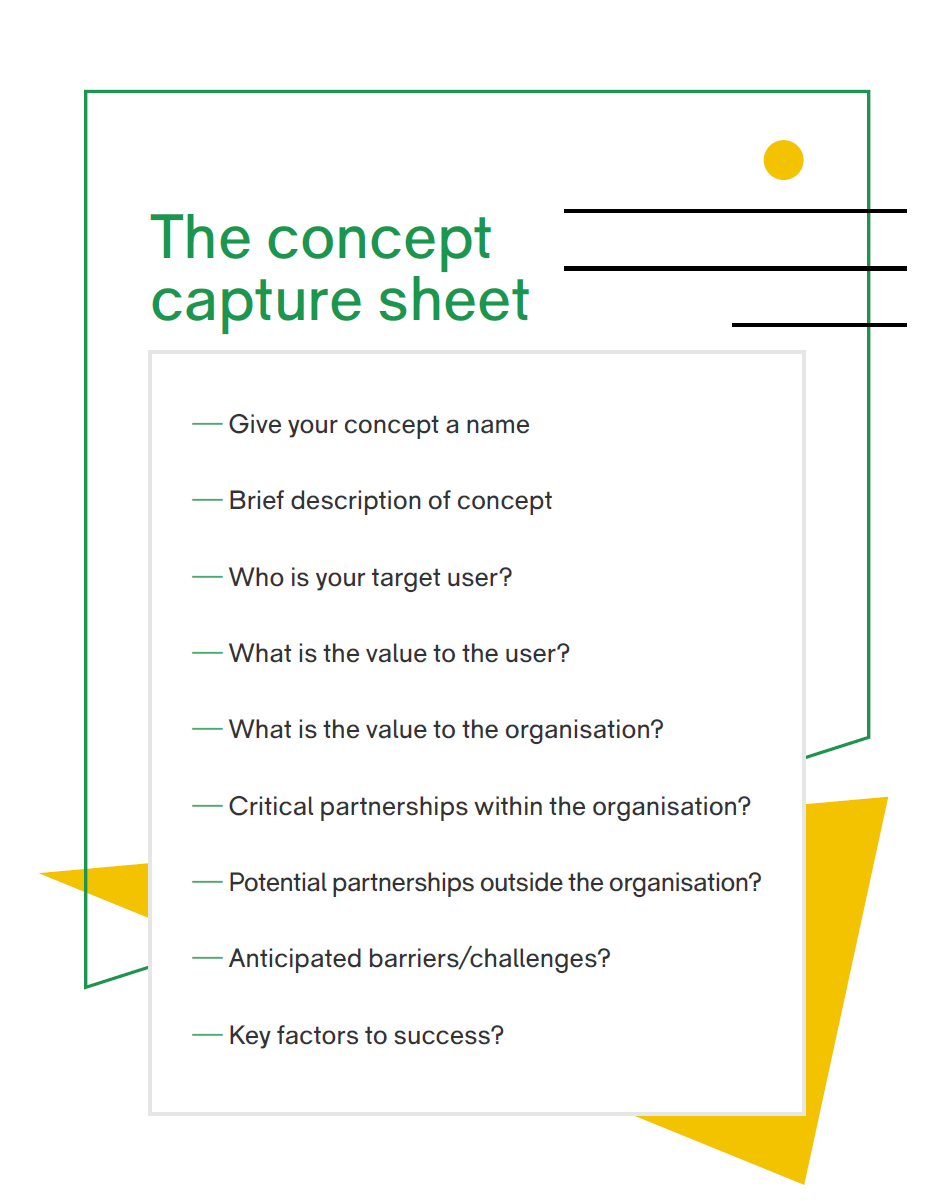 The concept
capture sheet
— Give your concept a name
— Brief description of concept
— Who is your target user?
— What is the value to the user?
— What is the value to the organisation?
— Critical partnerships within the organisation?
— Potential partnerships outside the organisation?
— Anticipated barriers/challenges?
— Key factors to success?